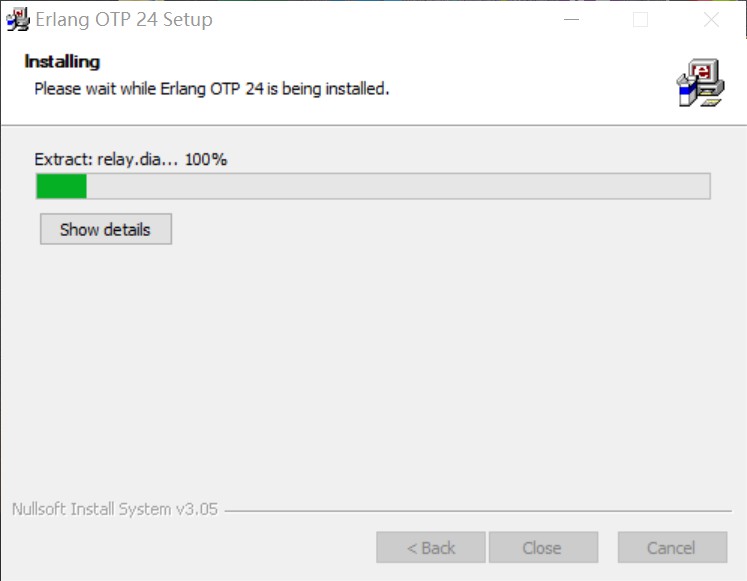 Erlang OTP 24 Setup
Installing
Please wait while Erlang OTP 24 is being installed.
Extract: relay.dia... 100%
Show details
Nullsoft Install System v3.05
< Back
Close
Cancel